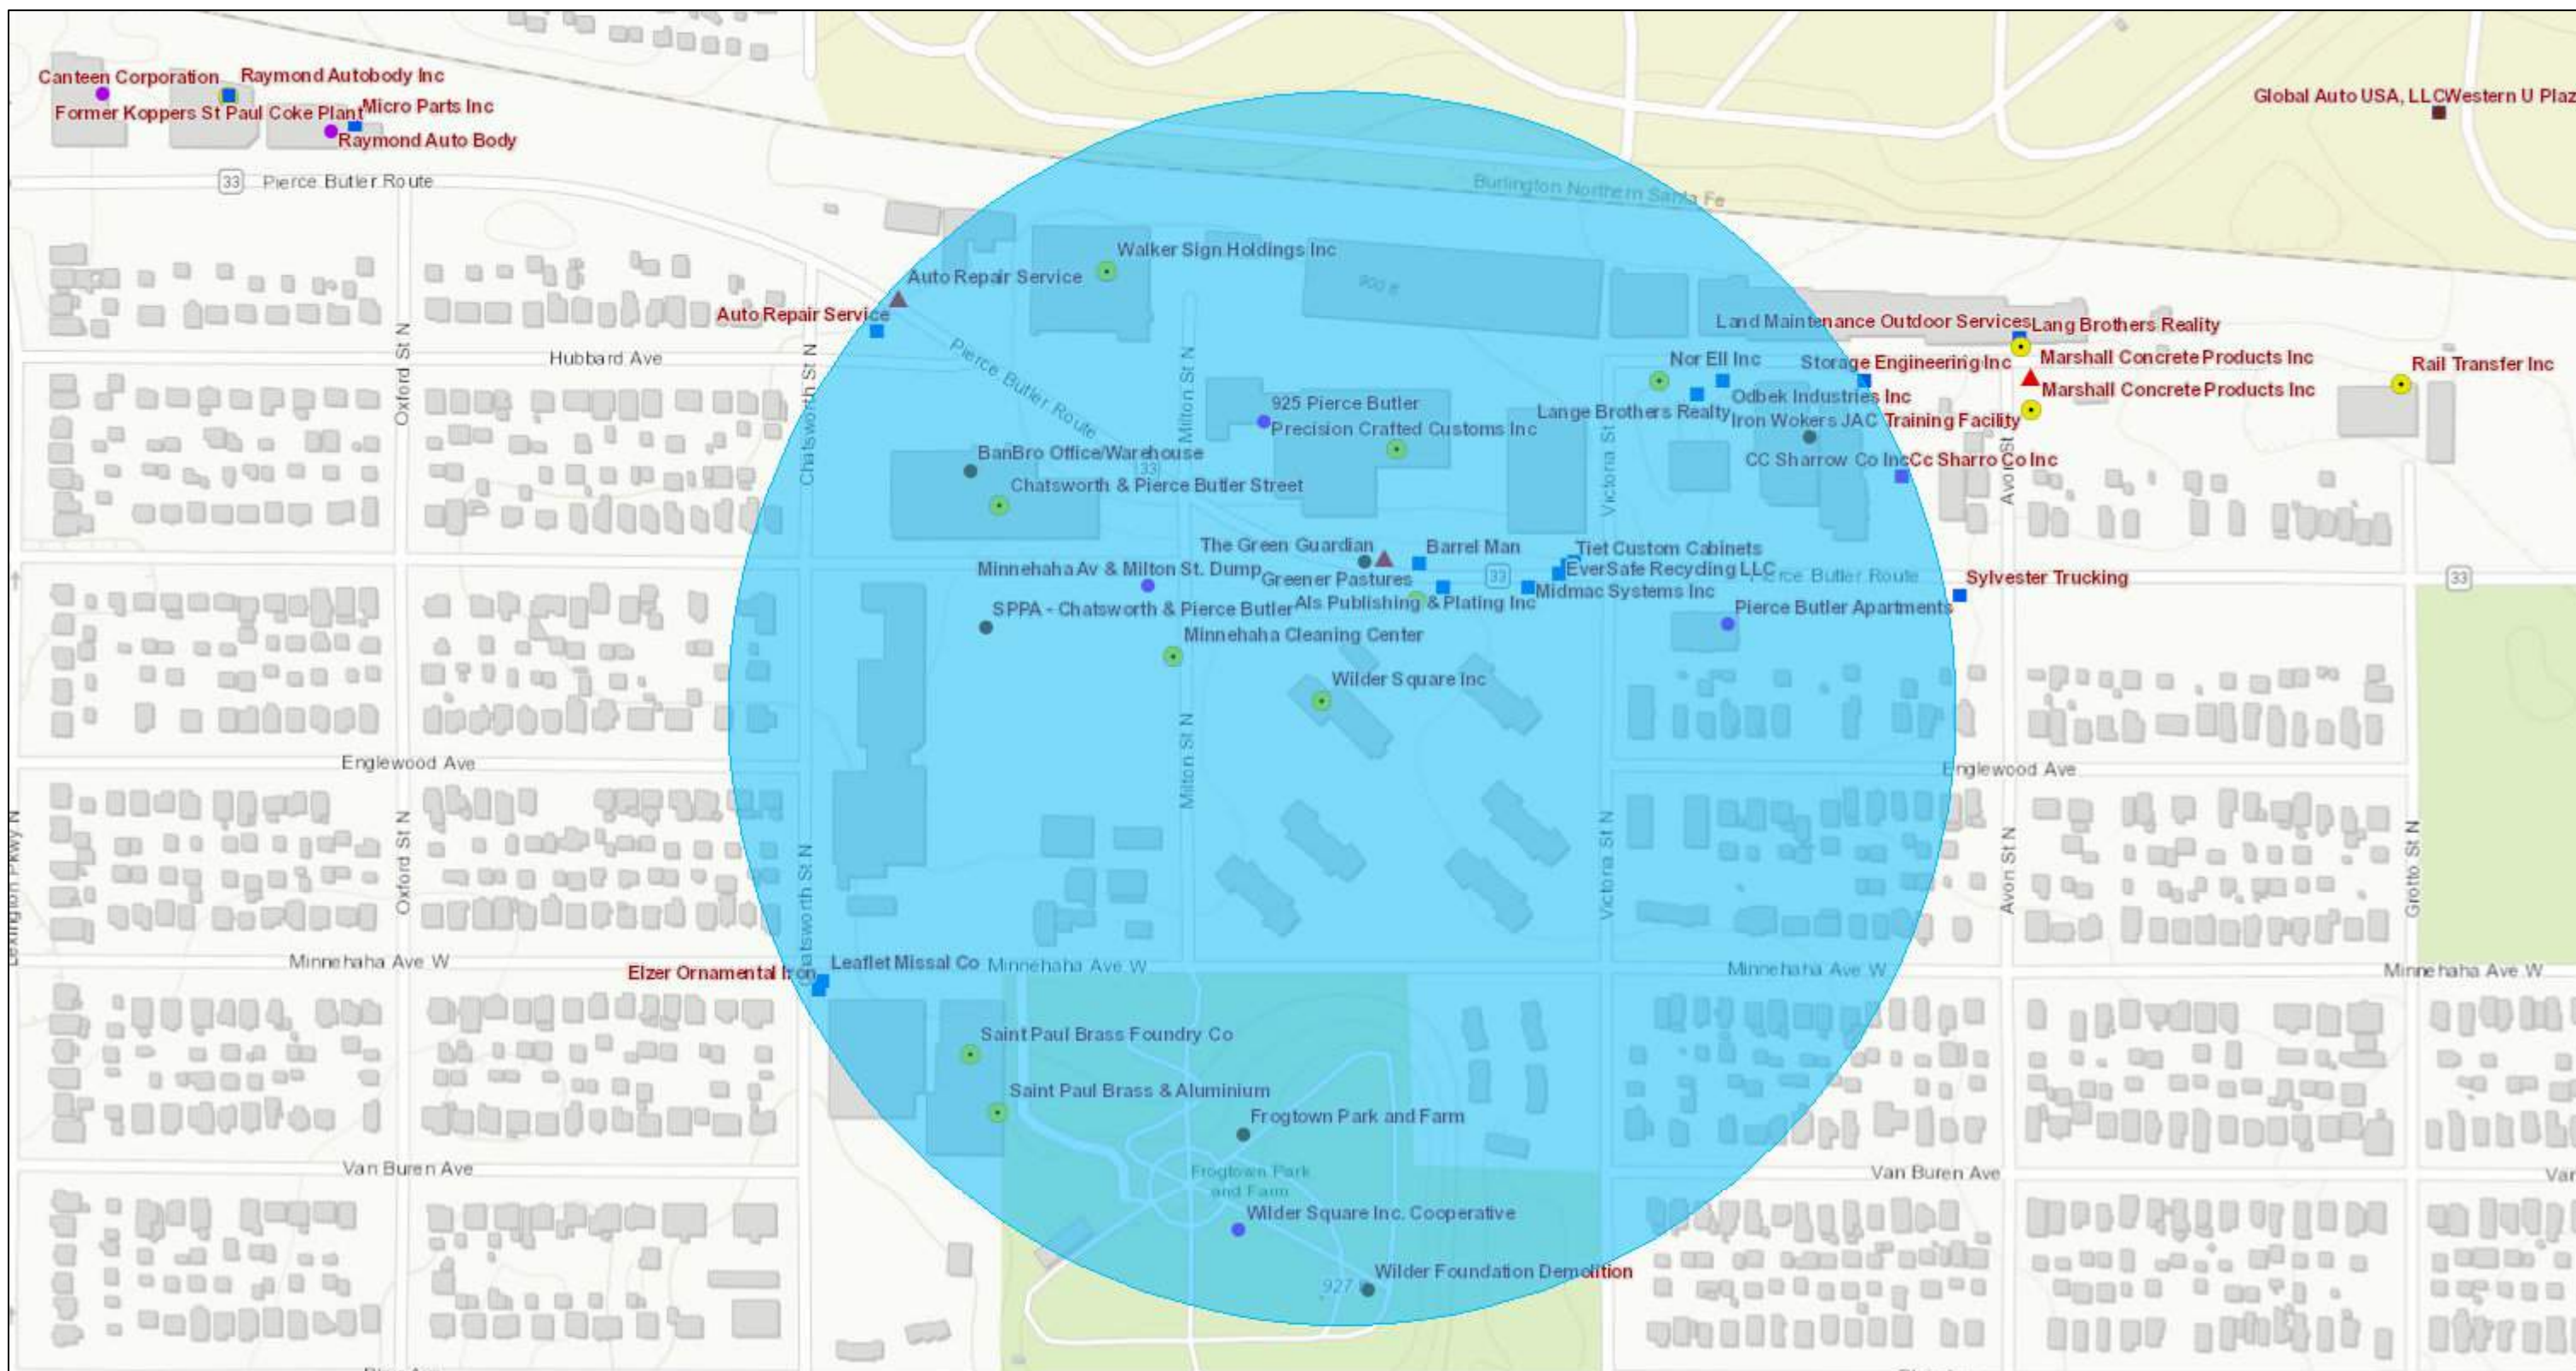 Canteen Corporation
Raymond Autobody Inc
Former Koppers St Paul Coke Plant
Micro Parts Inc
Raymond Auto Body
Global Auto USA, LLC
Western U Plaz
33
Pierce Butler Route
Burlington Northern Santa Fe
Walker Sign Holdings Inc
Auto Repair Service
900 ft
Auto Repair Service
Land Maintenance Outdoor Services
Lang Brothers Reality
Hubbard Ave
Oxford St N
Chatsworth St N
Pierce Butler Route
Milton St N
Nor Ell Inc
Storage Engineering Inc
Marshall Concrete Products Inc
Rail Transfer Inc
Marshall Concrete Products Inc
925 Pierce Butler
Odbek Industries Inc
Lange Brothers Realty
Iron Wokers JAC Training Facility
Precision Crafted Customs Inc
BanBro Office/Warehouse
33
Victoria St N
CC Sharrow Co Inc
Cc Sharro Co Inc
Avon St
Chatsworth & Pierce Butler Street
The Green Guardian
Barrel Man
Tiet Custom Cabinets
Minnehaha Av & Milton St. Dump
Greener Pastures
33
EverSafe Recycling LLC
Pierce Butler Route
Sylvester Trucking
33
Midmac Systems Inc
SPPA - Chatsworth & Pierce Butler
Als Publishing & Plating Inc
Pierce Butler Apartments
Minnehaha Cleaning Center
Wilder Square Inc
Englewood Ave
Milton St N
Englewood Ave
Lexington Pkwy N
Oxford St N
Chatsworth St N
Victoria St N
Avon St N
Grotto St N
Minnehaha Ave W
Elzer Ornamental Iron
Leaflet Missal Co
Minnehaha Ave W
Minnehaha Ave W
Minnehaha Ave W
Saint Paul Brass Foundry Co
Saint Paul Brass & Aluminium
Frogtown Park and Farm
Van Buren Ave
Frogtown Park
and Farm
Van Buren Ave
Van
Wilder Square Inc. Cooperative
Wilder Foundation Demolition
927